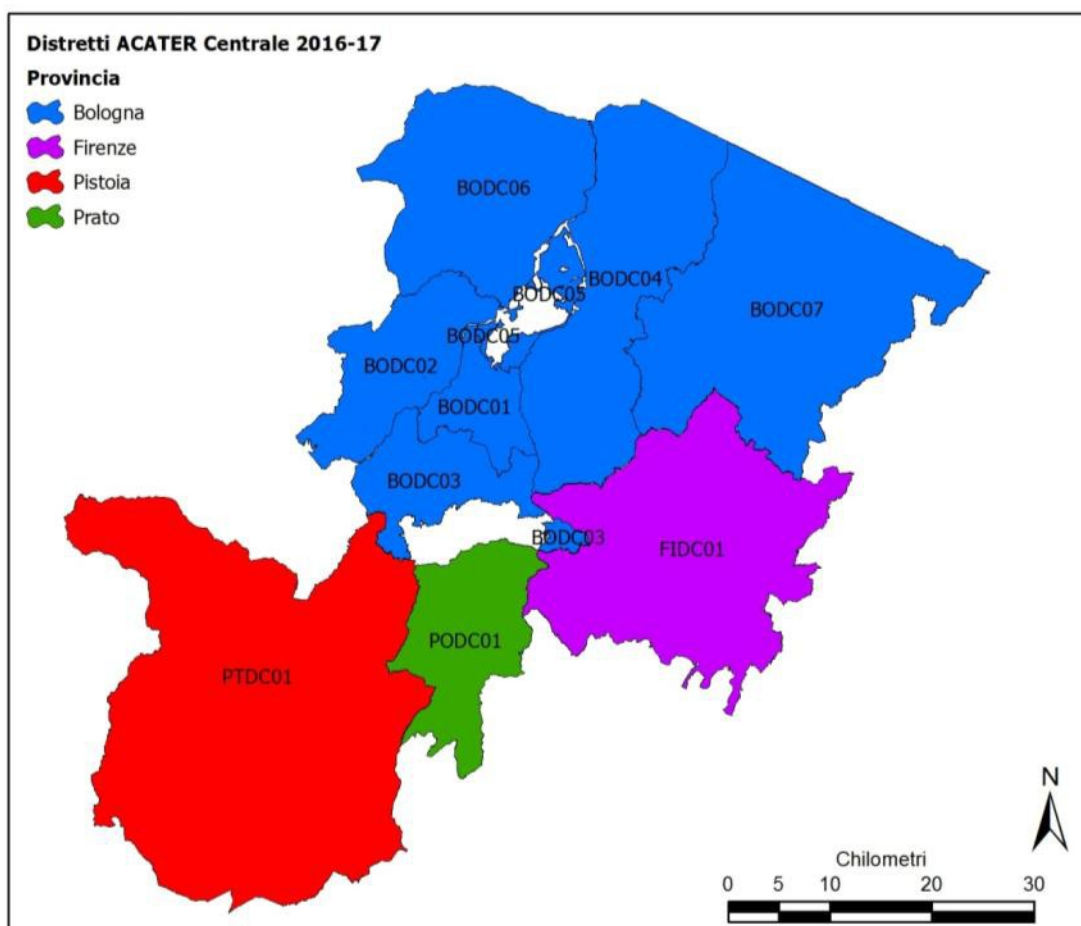 Distretti ACATER Centrale 2016-17
Provincia
Bologna
Firenze
Pistoia
Prato
BODC06
BODC04
BODC05
BODC07
BODC05
BODC02
BODC01
BODC03
BODC03
FIDC01
PODC01
PTDC01
N
Chilometri
0 5 10 20 30